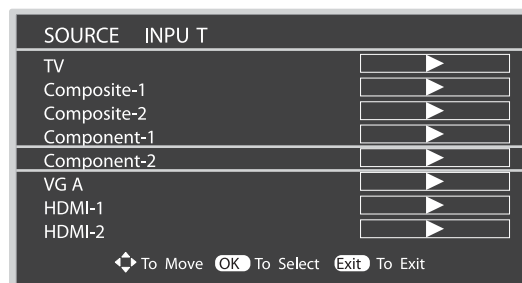 SOURCE INPU T
TV
Composite-1
Composite-2
Component-1
Component-2
VG A
HDMI-1
HDMI-2
To Move OK To Select Exit To Exit